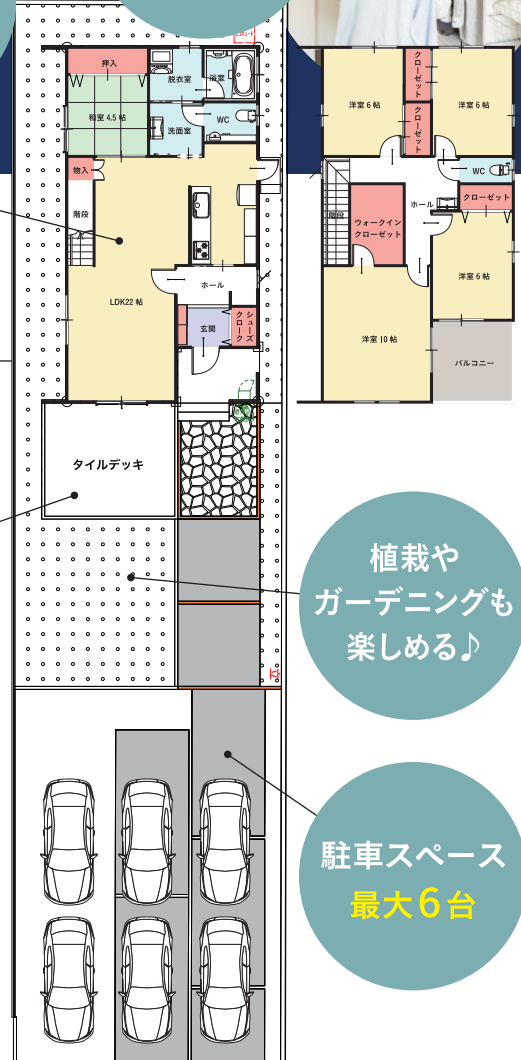 押入
脱衣室
浴室
和室 4.5 帖
洗面室
WC
物入
階段
LDK22 帖
ホール
玄関
シューズ
クローク
タイルデッキ
クローゼット
洋室 6 帖
洋室 6 帖
クローゼット
WC
ホール
クローゼット
階段
ウォークイン
クローゼット
洋室 6 帖
洋室 10 帖
バルコニー
植栽や
ガーデニングも
楽しめる♪
立
駐車スペース
最大6台